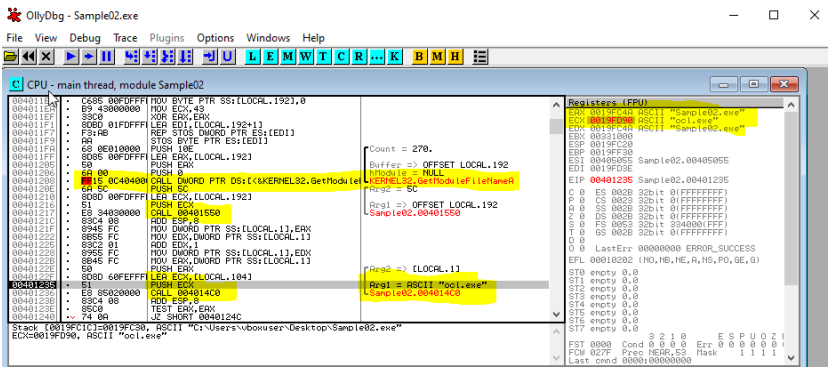 OllyDbg - Sample02.exe
File View Debug Trace Plugins Options Windows Help
L E M W T C R ... K B M H
C CPU - main thread, module Sample02
C685 00FDFFFF MOV BYTE PTR SS:[LOCAL.192],0
004011EA B9 43000000 MOV ECX,43
004011EF 33C0 XOR EAX,EAX
004011F1 8DBD 01FDFFFF LEA EDI,[LOCAL.192+1]
004011F7 F3:AB REP STOS DWORD PTR ES:[EDI]
004011F9 AA STOS BYTE PTR ES:[EDI]
004011FA 68 0E010000 PUSH 10E Count = 270.
004011FF 8D85 00FDFFFF LEA EAX,[LOCAL.192]
00401205 50 PUSH EAX Buffer => OFFSET LOCAL.192
00401206 6A 00 PUSH 0 hModule = NULL
00401208 FF15 0C404000 CALL DWORD PTR DS:[<&KERNEL32.GetModuleF KERNEL32.GetModuleFileNameA
0040120E 6A 5C PUSH 5C Arg2 = 5C
00401210 8D8D 00FDFFFF LEA ECX,[LOCAL.192]
00401216 51 PUSH ECX Arg1 => OFFSET LOCAL.192
00401217 E8 34030000 CALL 00401550 Sample02.00401550
0040121C 83C4 08 ADD ESP,8
0040121F 8945 FC MOV DWORD PTR SS:[LOCAL.1],EAX
00401222 8B55 FC MOV EDX,DWORD PTR SS:[LOCAL.1]
00401225 83C2 01 ADD EDX,1
00401228 8955 FC MOV DWORD PTR SS:[LOCAL.1],EDX
0040122B 8B45 FC MOV EAX,DWORD PTR SS:[LOCAL.1]
0040122E 50 PUSH EAX Arg2 => [LOCAL.1]
0040122F 8D8D 60FEFFFF LEA ECX,[LOCAL.104]
00401235 51 PUSH ECX Arg1 = ASCII "ocl.exe"
00401236 E8 85020000 CALL 004014C0 Sample02.004014C0
0040123B 83C4 08 ADD ESP,8
0040123E 85C0 TEST EAX,EAX
00401240 74 0A JZ SHORT 0040124C
Stack [0019FC1C]=0019FC30, ASCII "C:\Users\vboxuser\Desktop\Sample02.exe"
ECX=0019FD90, ASCII "ocl.exe"
Registers (FPU)
EAX 0019FC4A ASCII "Sample02.exe"
ECX 0019FD90 ASCII "ocl.exe"
EDX 0019FC4A ASCII "Sample02.exe"
EBX 00331000
ESP 0019FC20
EBP 0019FF30
ESI 00405055 Sample02.00405055
EDI 0019FD3E
EIP 00401235 Sample02.00401235
C 0 ES 002B 32bit 0(FFFFFFFF)
P 0 CS 0023 32bit 0(FFFFFFFF)
A 0 SS 002B 32bit 0(FFFFFFFF)
Z 0 DS 002B 32bit 0(FFFFFFFF)
S 0 FS 0053 32bit 334000(FFF)
T 0 GS 002B 32bit 0(FFFFFFFF)
D 0
O 0 LastErr 00000000 ERROR_SUCCESS
EFL 00010202 (NO,NB,NE,A,NS,PO,GE,G)
ST0 empty 0.0
ST1 empty 0.0
ST2 empty 0.0
ST3 empty 0.0
ST4 empty 0.0
ST5 empty 0.0
ST6 empty 0.0
ST7 empty 0.0
3 2 1 0 E S P U O Z
FST 0000 Cond 0 0 0 0 Err 0 0 0 0 0 0
FCW 027F Prec NEAR,53 Mask 1 1 1 1
Last cmnd 0000:00000000